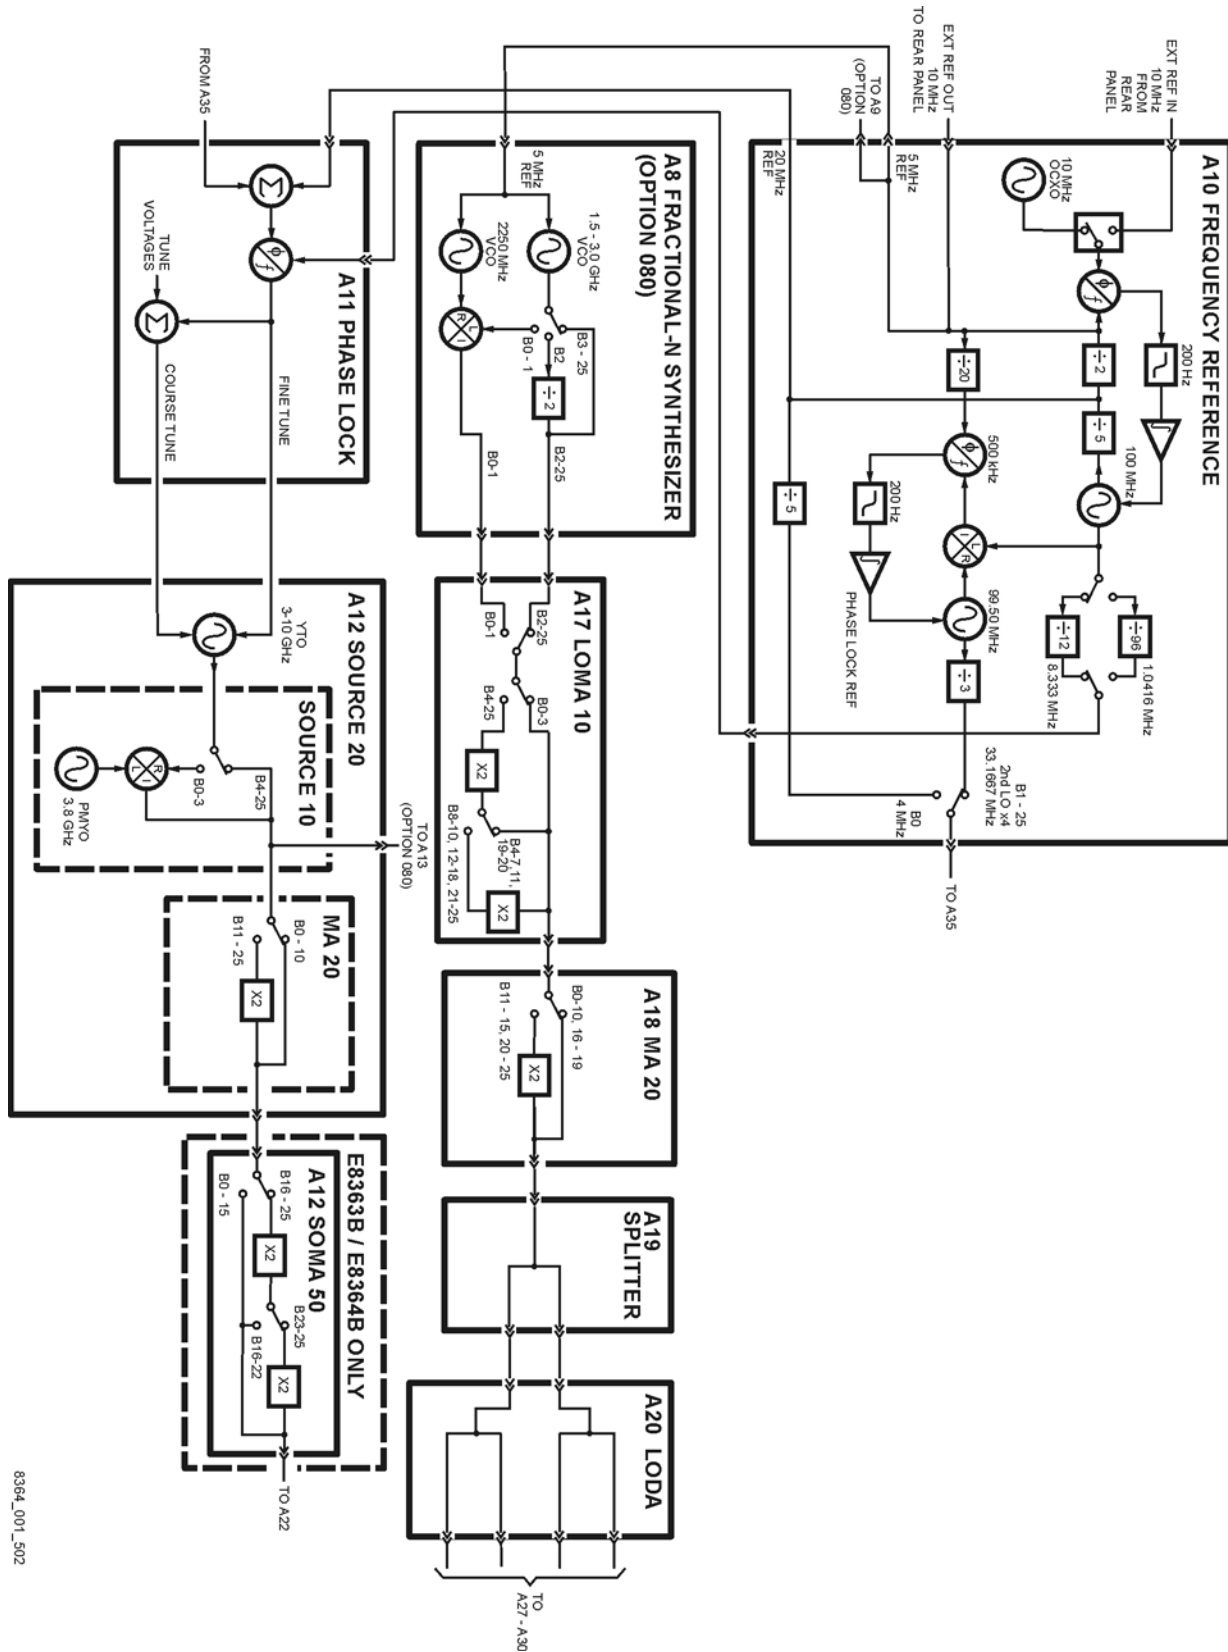 A10 FREQUENCY REFERENCE
EXT REF IN
10 MHz
FROM
REAR
PANEL
EXT REF OUT
10 MHz
TO REAR PANEL
TO A9
(OPTION
080)
5 MHz
REF
20 MHz
REF
10 MHz
OCXO
ϕ/f
200 Hz
∫
÷2
÷5
100 MHz
÷96
1.0416 MHz
÷12
8.333 MHz
÷20
500 kHz
ϕ/f
L
R
I
200 Hz
∫
PHASE LOCK REF
99.50 MHz
÷3
÷5
B1 - 25
2nd LO x4
33.1667 MHz
B0
4 MHz
TO A35
A8 FRACTIONAL-N SYNTHESIZER
(OPTION 080)
5 MHz
REF
1.5 - 3.0 GHz
VCO
2250 MHz
VCO
L
R
I
B3 - 25
B2
B0 - 1
÷2
B2-25
B0-1
A17 LOMA 10
B2-25
B0-1
B0-3
B4-25
X2
B4-7,11,
19-20
B8-10, 12-18, 21-25
X2
A18 MA 20
B0-10, 16 - 19
B11 - 15, 20 - 25
X2
A19
SPLITTER
A20 LODA
TO
A27 - A30
A11 PHASE LOCK
FROM A35
Σ
ϕ/f
TUNE
VOLTAGES
Σ
FINE TUNE
COURSE TUNE
A12 SOURCE 20
YTO
3-10 GHz
SOURCE 10
B4-25
B0-3
R
L
I
PMYO
3.8 GHz
TO A13
(OPTION 080)
MA 20
B0 - 10
B11 - 25
X2
E8363B / E8364B ONLY
A12 SOMA 50
B16 - 25
B0 - 15
X2
B23-25
B16-22
X2
TO A22
8364_001_502